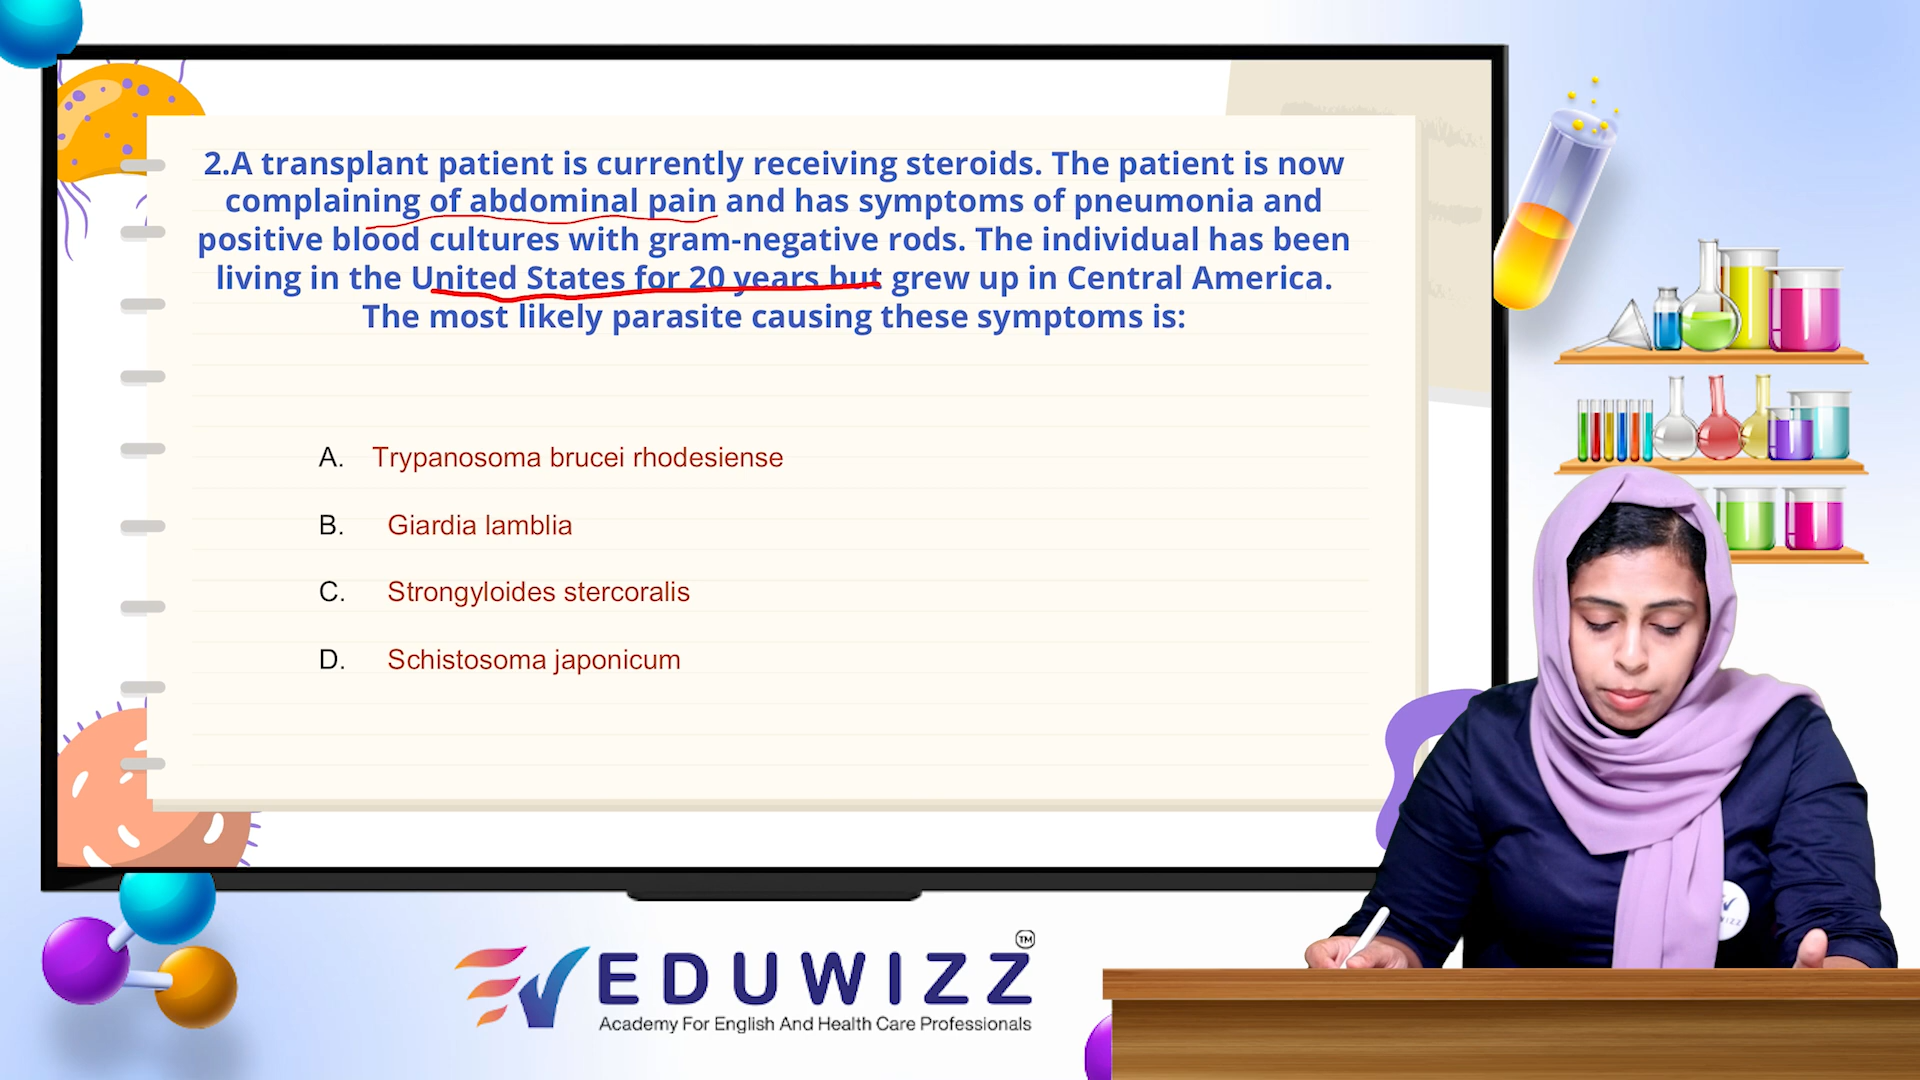 2.A transplant patient is currently receiving steroids. The patient is now
complaining of abdominal pain and has symptoms of pneumonia and
positive blood cultures with gram-negative rods. The individual has been
living in the United States for 20 years but grew up in Central America.
The most likely parasite causing these symptoms is:
A. Trypanosoma brucei rhodesiense
B. Giardia lamblia
C. Strongyloides stercoralis
D. Schistosoma japonicum
EDUWIZZ TM
Academy For English And Health Care Professionals